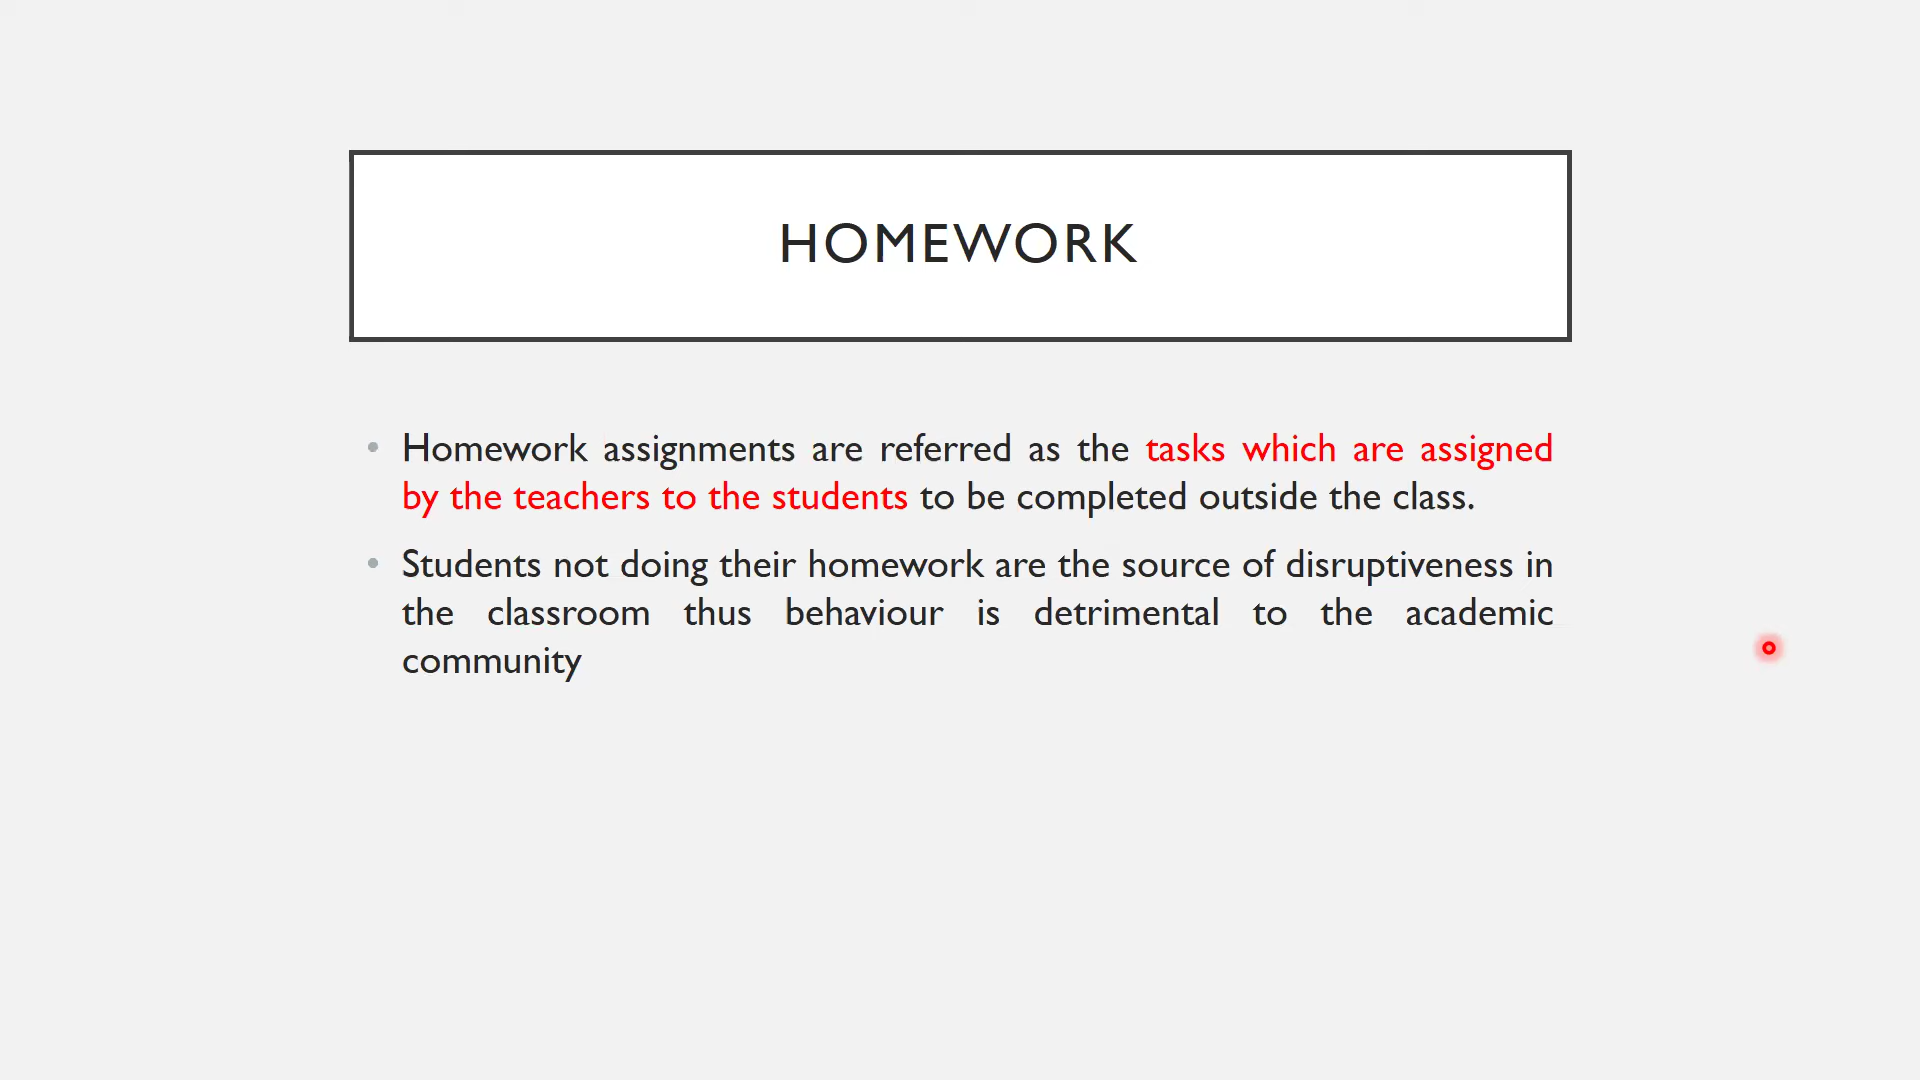 HOMEWORK
• Homework assignments are referred as the tasks which are assigned
by the teachers to the students to be completed outside the class.
• Students not doing their homework are the source of disruptiveness in
the classroom thus behaviour is detrimental to the academic
community